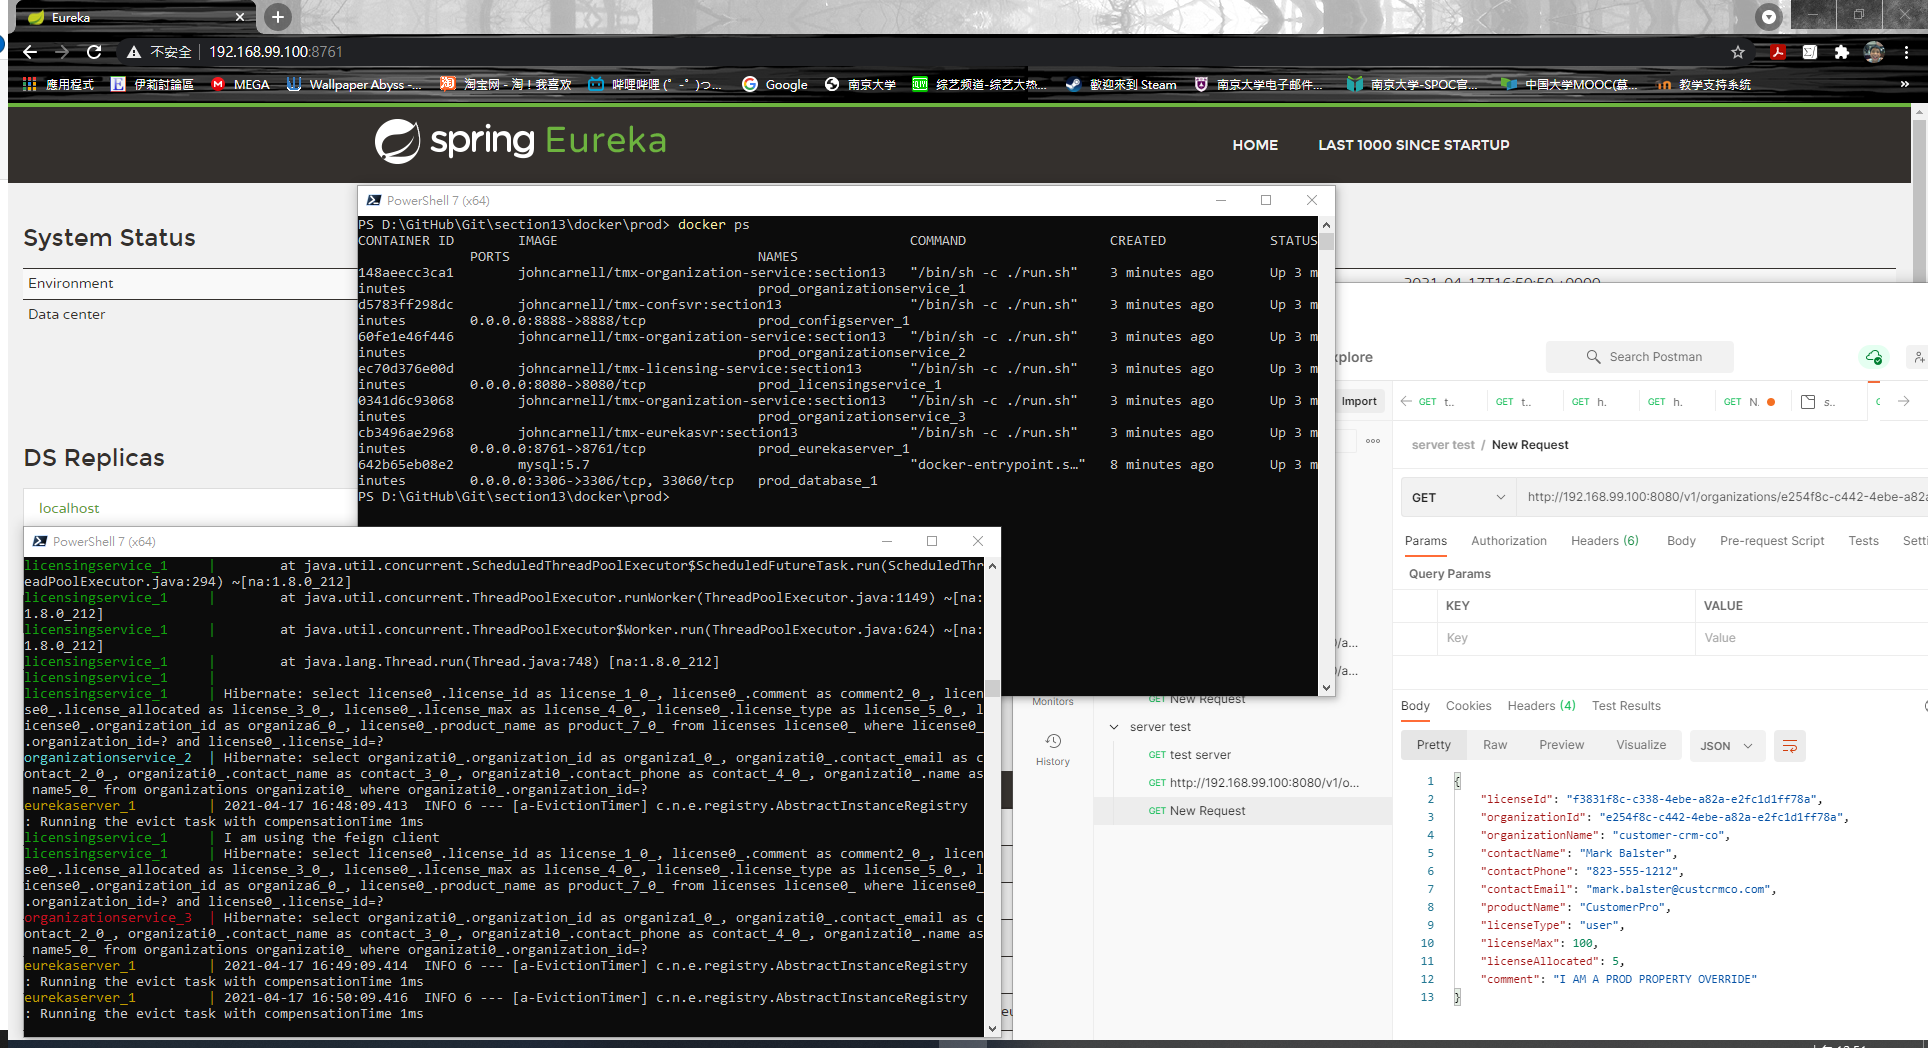 Eureka
不安全 192.168.99.100:8761
應用程式 伊莉討論區 MEGA Wallpaper Abyss -... 淘宝网 - 淘！我喜欢 哔哩哔哩 (゜-゜)つ... Google 南京大学 综艺频道-综艺大热... 歡迎來到 Steam 南京大学电子邮件... 南京大学-SPOC官... 中国大学MOOC(慕... 教学支持系统 »
spring Eureka
HOME LAST 1000 SINCE STARTUP
System Status
Environment
Data center
2021-04-17T16:50:59 +0000
DS Replicas
localhost
PowerShell 7 (x64)
PS D:\GitHub\Git\section13\docker\prod> docker ps
CONTAINER ID IMAGE COMMAND CREATED STATUS
PORTS NAMES
148aeecc3ca1 johncarnell/tmx-organization-service:section13 "/bin/sh -c ./run.sh" 3 minutes ago Up 3 m
inutes prod_organizationservice_1
d5783ff298dc johncarnell/tmx-confsvr:section13 "/bin/sh -c ./run.sh" 3 minutes ago Up 3 m
inutes 0.0.0.0:8888->8888/tcp prod_configserver_1
60fe1e46f446 johncarnell/tmx-organization-service:section13 "/bin/sh -c ./run.sh" 3 minutes ago Up 3 m
inutes prod_organizationservice_2
ec70d376e00d johncarnell/tmx-licensing-service:section13 "/bin/sh -c ./run.sh" 3 minutes ago Up 3 m
inutes 0.0.0.0:8080->8080/tcp prod_licensingservice_1
0341d6c93068 johncarnell/tmx-organization-service:section13 "/bin/sh -c ./run.sh" 3 minutes ago Up 3 m
inutes prod_organizationservice_3
cb3496ae2968 johncarnell/tmx-eurekasvr:section13 "/bin/sh -c ./run.sh" 3 minutes ago Up 3 m
inutes 0.0.0.0:8761->8761/tcp prod_eurekaserver_1
642b65eb08e2 mysql:5.7 "docker-entrypoint.s…" 8 minutes ago Up 3 m
inutes 0.0.0.0:3306->3306/tcp, 33060/tcp prod_database_1
PS D:\GitHub\Git\section13\docker\prod>
PowerShell 7 (x64)
licensingservice_1 | at java.util.concurrent.ScheduledThreadPoolExecutor$ScheduledFutureTask.run(ScheduledThr
eadPoolExecutor.java:294) ~[na:1.8.0_212]
licensingservice_1 | at java.util.concurrent.ThreadPoolExecutor.runWorker(ThreadPoolExecutor.java:1149) ~[na:
1.8.0_212]
licensingservice_1 | at java.util.concurrent.ThreadPoolExecutor$Worker.run(ThreadPoolExecutor.java:624) ~[na:
1.8.0_212]
licensingservice_1 | at java.lang.Thread.run(Thread.java:748) [na:1.8.0_212]
licensingservice_1 |
licensingservice_1 | Hibernate: select license0_.license_id as license_1_0_, license0_.comment as comment2_0_, licen
se0_.license_allocated as license_3_0_, license0_.license_max as license_4_0_, license0_.license_type as license_5_0_, l
icense0_.organization_id as organiza6_0_, license0_.product_name as product_7_0_ from licenses license0_ where license0_
.organization_id=? and license0_.license_id=?
organizationservice_2 | Hibernate: select organizati0_.organization_id as organiza1_0_, organizati0_.contact_email as c
ontact_2_0_, organizati0_.contact_name as contact_3_0_, organizati0_.contact_phone as contact_4_0_, organizati0_.name as
name5_0_ from organizations organizati0_ where organizati0_.organization_id=?
eurekaserver_1 | 2021-04-17 16:48:09.413 INFO 6 --- [a-EvictionTimer] c.n.e.registry.AbstractInstanceRegistry
: Running the evict task with compensationTime 1ms
licensingservice_1 | I am using the feign client
licensingservice_1 | Hibernate: select license0_.license_id as license_1_0_, license0_.comment as comment2_0_, licen
se0_.license_allocated as license_3_0_, license0_.license_max as license_4_0_, license0_.license_type as license_5_0_, l
icense0_.organization_id as organiza6_0_, license0_.product_name as product_7_0_ from licenses license0_ where license0_
.organization_id=? and license0_.license_id=?
organizationservice_3 | Hibernate: select organizati0_.organization_id as organiza1_0_, organizati0_.contact_email as c
ontact_2_0_, organizati0_.contact_name as contact_3_0_, organizati0_.contact_phone as contact_4_0_, organizati0_.name as
name5_0_ from organizations organizati0_ where organizati0_.organization_id=?
eurekaserver_1 | 2021-04-17 16:49:09.414 INFO 6 --- [a-EvictionTimer] c.n.e.registry.AbstractInstanceRegistry
: Running the evict task with compensationTime 1ms
eurekaserver_1 | 2021-04-17 16:50:09.416 INFO 6 --- [a-EvictionTimer] c.n.e.registry.AbstractInstanceRegistry
: Running the evict task with compensationTime 1ms
xplore Search Postman
Import GET t.. GET t.. GET h. GET h. GET N. s..
server test / New Request
GET http://192.168.99.100:8080/v1/organizations/e254f8c-c442-4ebe-a82a
Params Authorization Headers (6) Body Pre-request Script Tests Setti
Query Params
KEY VALUE
Key Value
/a...
/a...
Monitors
History
GET New Request
server test
GET test server
GET http://192.168.99.100:8080/v1/o...
GET New Request
Body Cookies Headers (4) Test Results
Pretty Raw Preview Visualize JSON
1 {
2 "licenseId": "f3831f8c-c338-4ebe-a82a-e2fc1d1ff78a",
3 "organizationId": "e254f8c-c442-4ebe-a82a-e2fc1d1ff78a",
4 "organizationName": "customer-crm-co",
5 "contactName": "Mark Balster",
6 "contactPhone": "823-555-1212",
7 "contactEmail": "mark.balster@custcrmco.com",
8 "productName": "CustomerPro",
9 "licenseType": "user",
10 "licenseMax": 100,
11 "licenseAllocated": 5,
12 "comment": "I AM A PROD PROPERTY OVERRIDE"
13 }